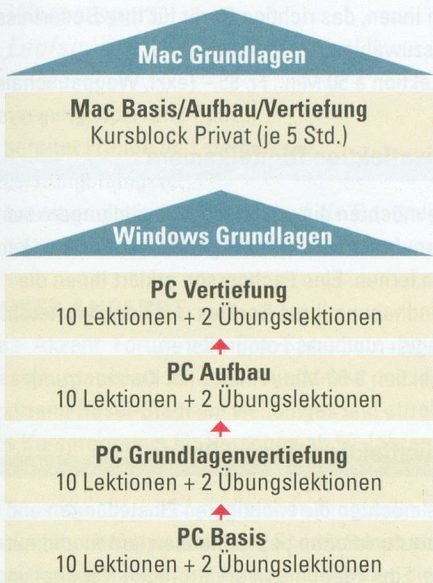 Mac Grundlagen
Mac Basis/Aufbau/Vertiefung
Kursblock Privat (je 5 Std.)
Windows Grundlagen
PC Vertiefung
10 Lektionen + 2 Übungslektionen
PC Aufbau
10 Lektionen + 2 Übungslektionen
PC Grundlagenvertiefung
10 Lektionen + 2 Übungslektionen
PC Basis
10 Lektionen + 2 Übungslektionen